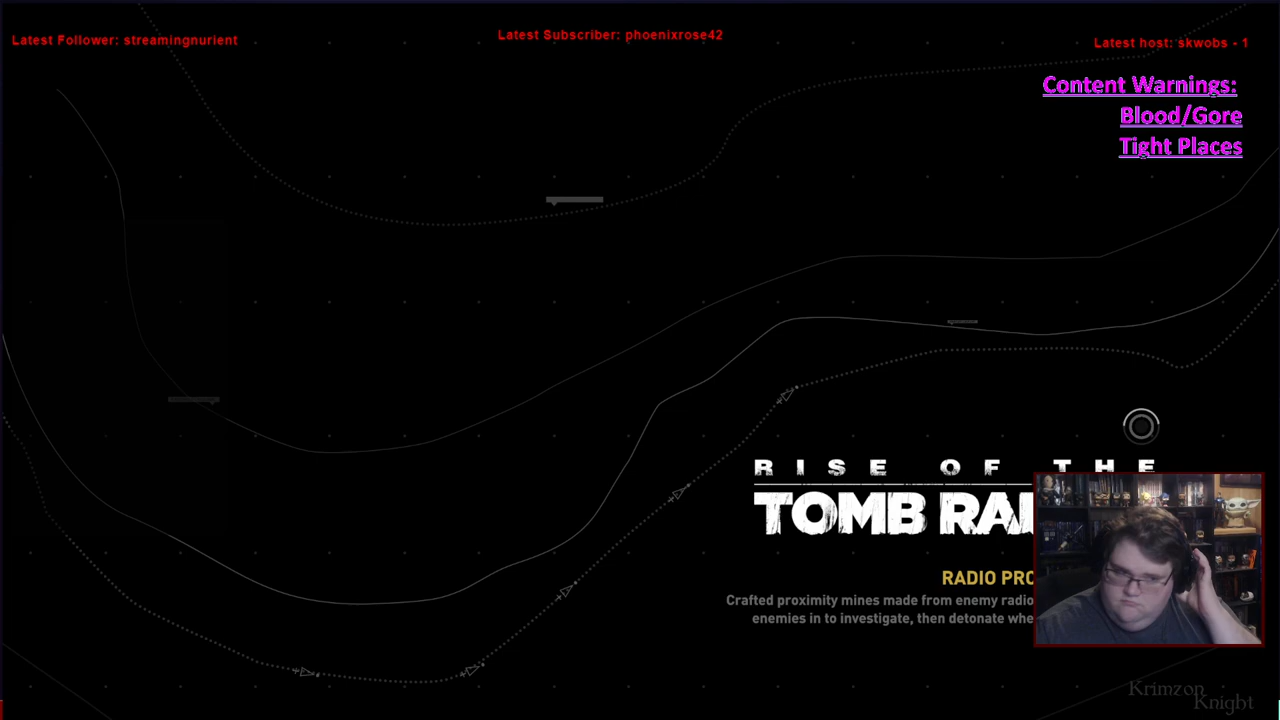 Latest Follower: streamingnurient
Latest Subscriber: phoenixrose42
Latest host: skwobs - 1
Content Warnings:
Blood/Gore
Tight Places
RISE OF THE
TOMB RAI
RADIO PRO
Crafted proximity mines made from enemy radio
enemies in to investigate, then detonate whe
Krimzon
Knight